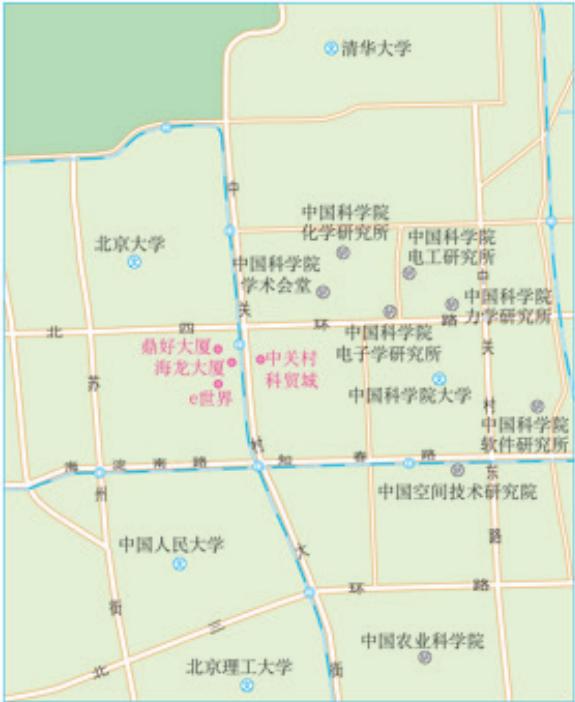 清华大学
中国科学院
化学研究所
北京大学
中国科学院
电工研究所
中国科学院
学术会堂
中国科学院
力学研究所
北四环路
中国科学院
电子学研究所
鼎好大厦
海龙大厦
e世界
中关村
科贸城
中国科学院大学
中国科学院
软件研究所
中关村大街
中关村东路
苏州街
海淀南路
知春路
中国空间技术研究院
中国人民大学
北三环路
中国农业科学院
北京理工大学